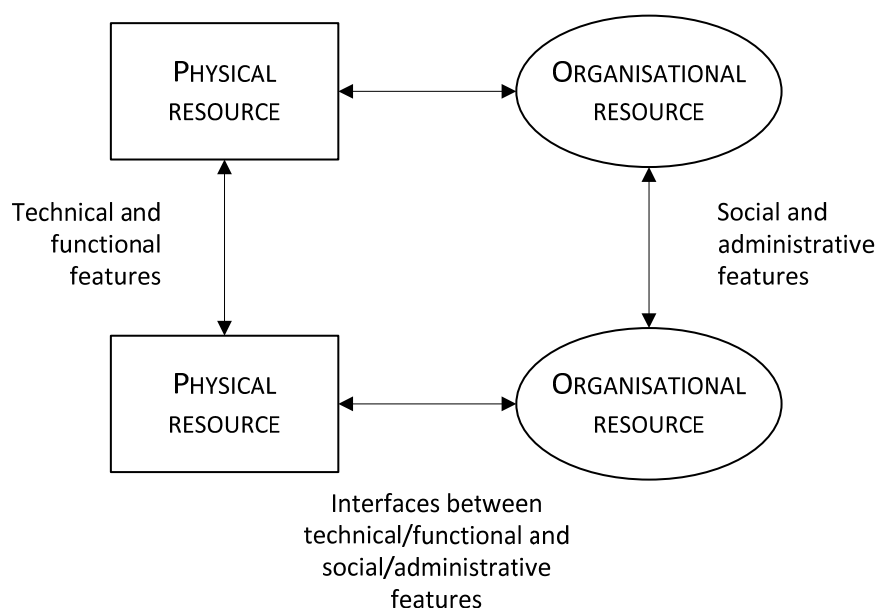 PHYSICAL
RESOURCE
ORGANISATIONAL
RESOURCE
Technical and
functional
features
Social and
administrative
features
PHYSICAL
RESOURCE
ORGANISATIONAL
RESOURCE
Interfaces between
technical/functional and
social/administrative
features